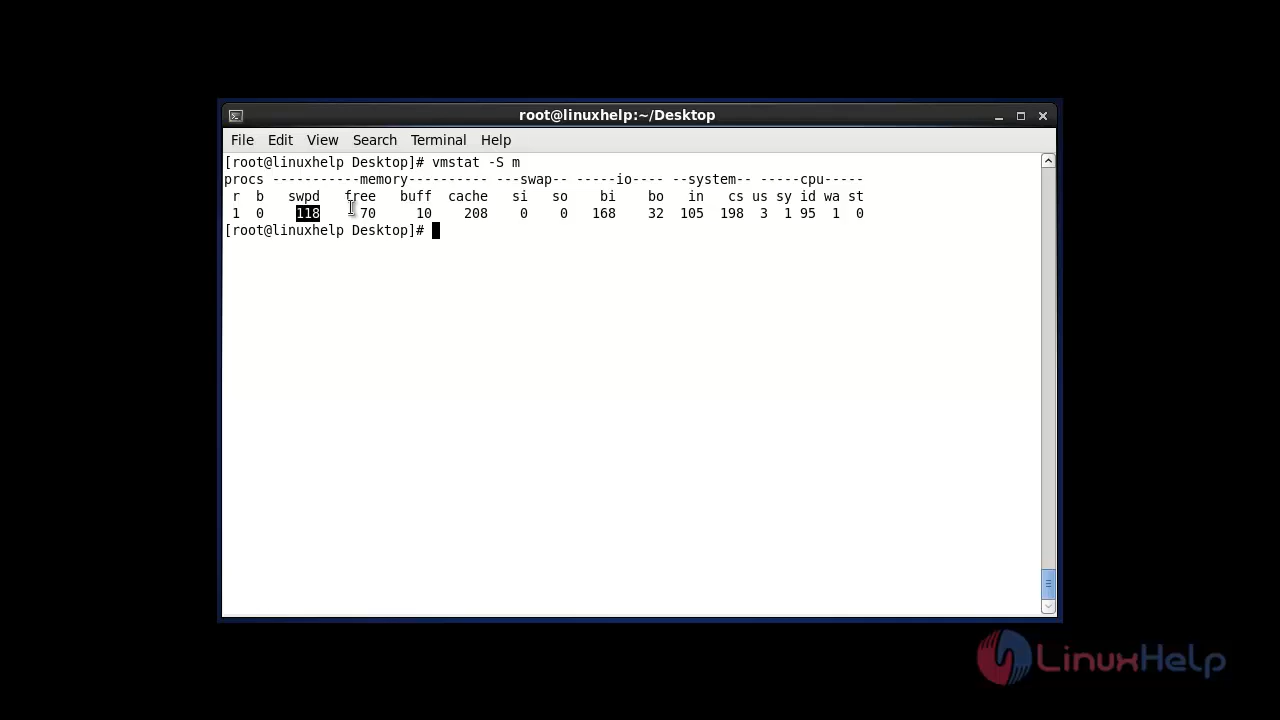 root@linuxhelp:~/Desktop
File Edit View Search Terminal Help
[root@linuxhelp Desktop]# vmstat -S m
procs -----------memory---------- ---swap-- -----io---- --system-- -----cpu-----
 r  b   swpd   free   buff  cache   si   so    bi    bo   in   cs us sy id wa st
 1  0    118     70     10    208    0    0   168    32  105  198  3  1 95  1  0
[root@linuxhelp Desktop]#
LinuxHelp